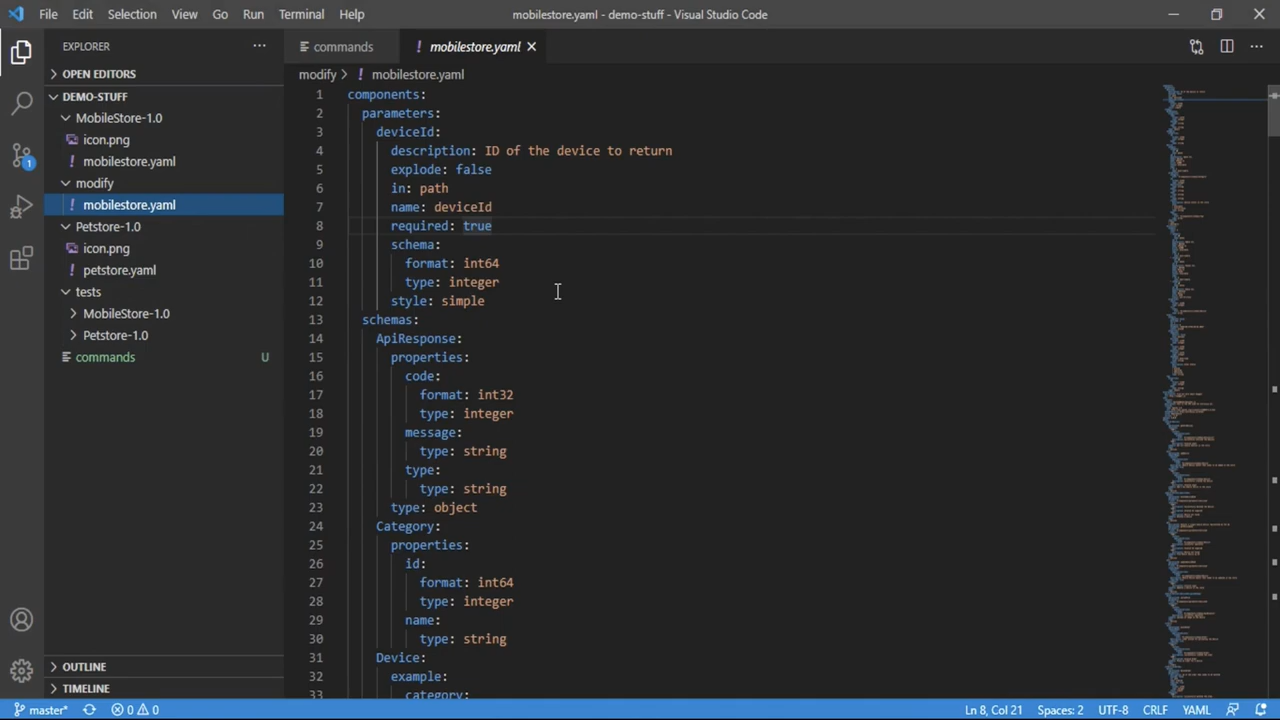 File Edit Selection View Go Run Terminal Help mobilestore.yaml - demo-stuff - Visual Studio Code
EXPLORER
OPEN EDITORS
DEMO-STUFF
MobileStore-1.0
icon.png
! mobilestore.yaml
modify
! mobilestore.yaml
Petstore-1.0
icon.png
! petstore.yaml
tests
MobileStore-1.0
Petstore-1.0
commands U
OUTLINE
TIMELINE
1
commands ! mobilestore.yaml
modify > ! mobilestore.yaml
1 components:
2 parameters:
3 deviceId:
4 description: ID of the device to return
5 explode: false
6 in: path
7 name: deviceId
8 required: true
9 schema:
10 format: int64
11 type: integer
12 style: simple
13 schemas:
14 ApiResponse:
15 properties:
16 code:
17 format: int32
18 type: integer
19 message:
20 type: string
21 type:
22 type: string
23 type: object
24 Category:
25 properties:
26 id:
27 format: int64
28 type: integer
29 name:
30 type: string
31 Device:
32 example:
33 category:
master* 0 0 Ln 8, Col 21 Spaces: 2 UTF-8 CRLF YAML